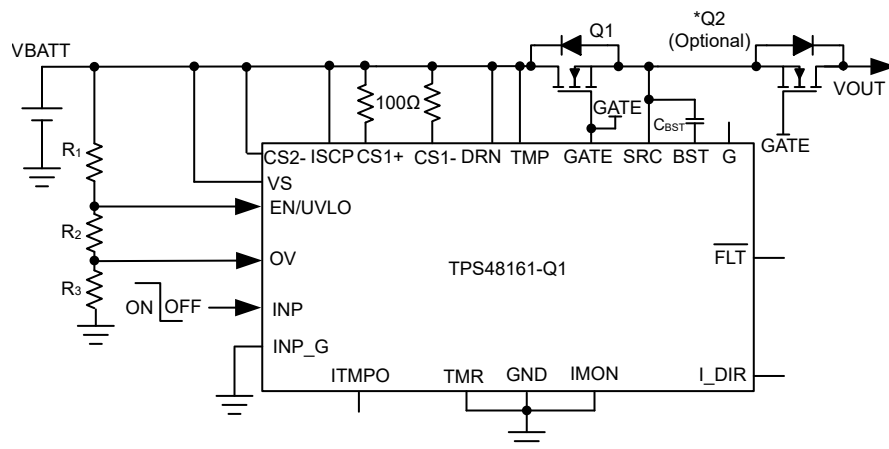 *Q2
Q1
(Optional)
VBATT
100Ω
GATE
VOUT
CBST
R1
GATE
CS2- ISCP CS1+ CS1- DRN TMP GATE SRC BST G
VS
EN/UVLO
R2
OV
TPS48161-Q1
FLT
R3
ON OFF
INP
INP_G
ITMPO TMR GND IMON I_DIR